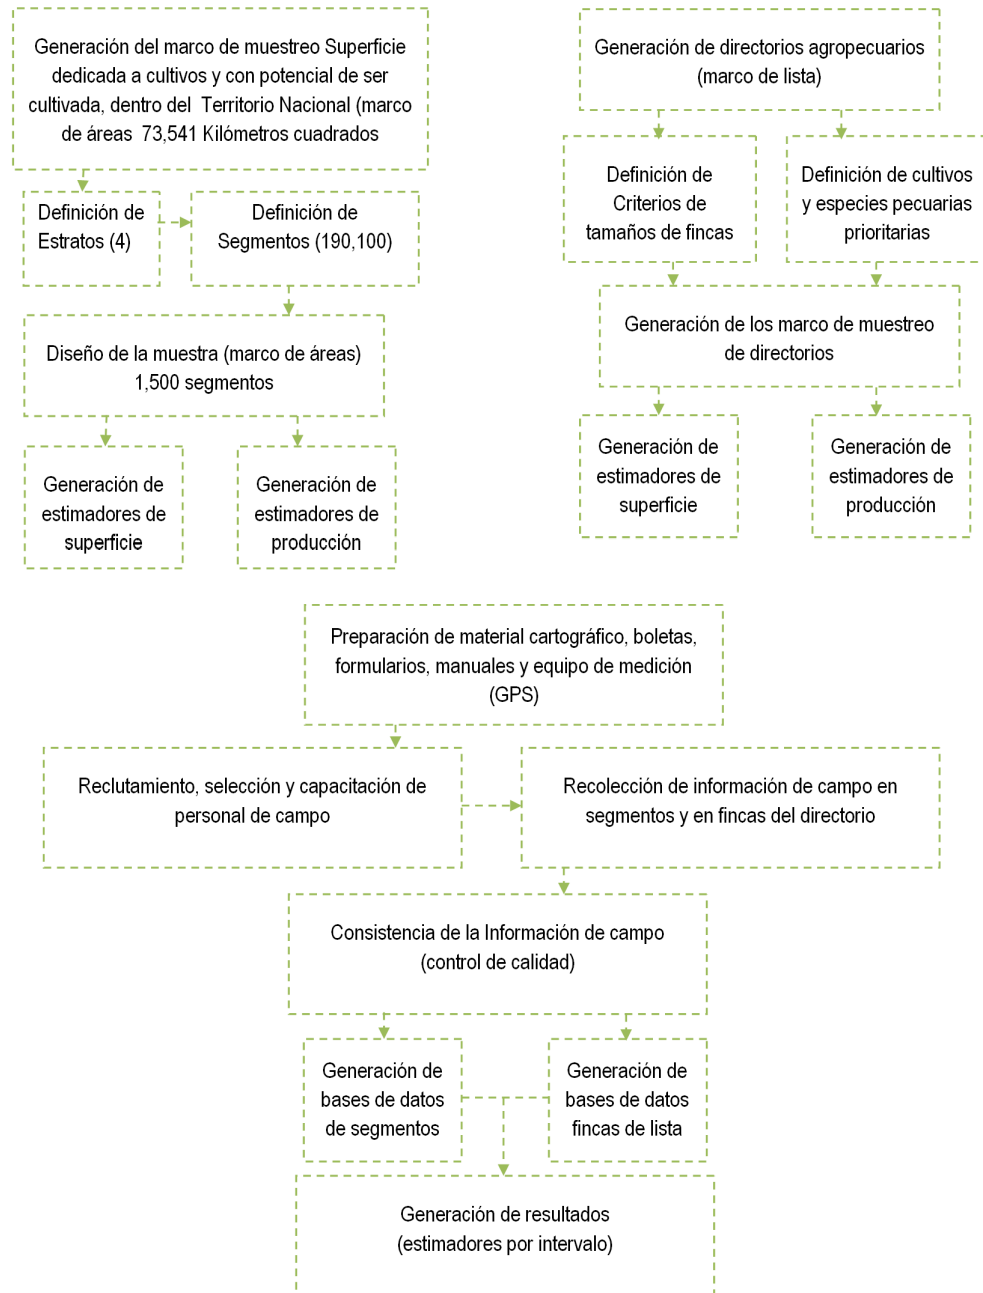 Generación del marco de muestreo Superficie
dedicada a cultivos y con potencial de ser
cultivada, dentro del Territorio Nacional (marco
de áreas 73,541 Kilómetros cuadrados
Definición de
Estratos (4)
Definición de
Segmentos (190,100)
Diseño de la muestra (marco de áreas)
1,500 segmentos
Generación de
estimadores de
superficie
Generación de
estimadores de
producción
Generación de directorios agropecuarios
(marco de lista)
Definición de
Criterios de
tamaños de fincas
Definición de cultivos
y especies pecuarias
prioritarias
Generación de los marco de muestreo
de directorios
Generación de
estimadores de
superficie
Generación de
estimadores de
producción
Preparación de material cartográfico, boletas,
formularios, manuales y equipo de medición
(GPS)
Reclutamiento, selección y capacitación de
personal de campo
Recolección de información de campo en
segmentos y en fincas del directorio
Consistencia de la Información de campo
(control de calidad)
Generación de
bases de datos
de segmentos
Generación de
bases de datos
fincas de lista
Generación de resultados
(estimadores por intervalo)